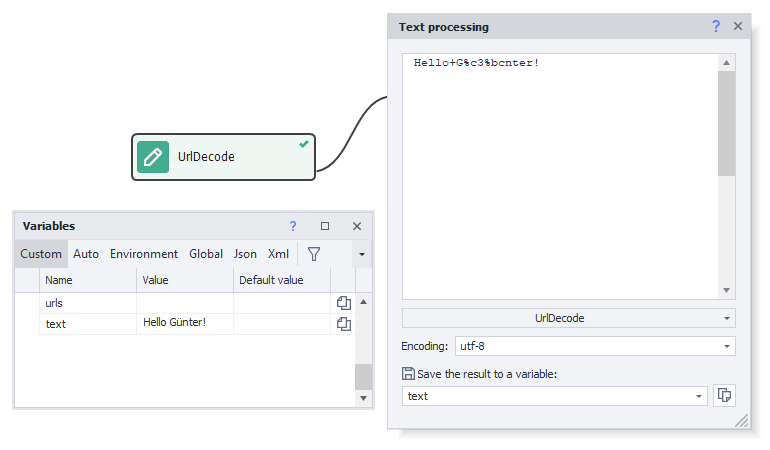 Text processing ?
Hello+G%c3%bcnter!
UrlDecode
Variables ?
Custom Auto Environment Global Json Xml
Name Value Default value
urls
text Hello Günter!
UrlDecode
Encoding: utf-8
Save the result to a variable:
text